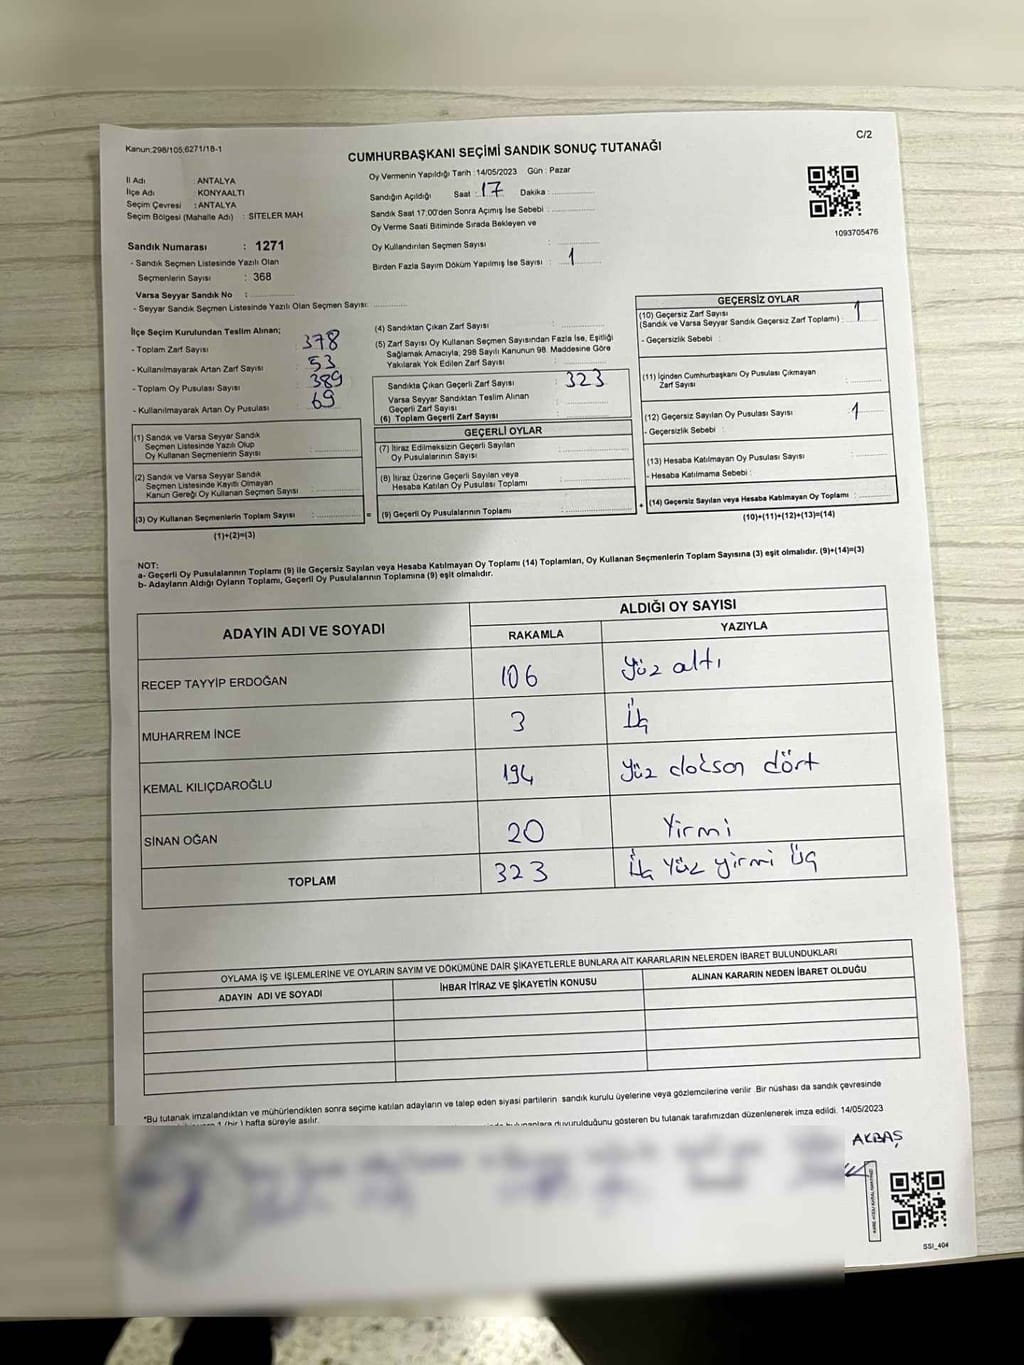 Kanun:298/105;6271/18-1
C/2
CUMHURBAŞKANI SEÇİMİ SANDIK SONUÇ TUTANAĞI
İl Adı : ANTALYA
İlçe Adı : KONYAALTI
Seçim Çevresi : ANTALYA
Seçim Bölgesi (Mahalle Adı) : SİTELER MAH
Oy Vermenin Yapıldığı Tarih : 14/05/2023 Gün : Pazar
Sandığın Açıldığı Saat : 17 Dakika :
Sandık Saat 17.00'den Sonra Açımış İse Sebebi :
Oy Verme Saati Bitiminde Sırada Bekleyen ve
Oy Kullandırılan Seçmen Sayısı :
Birden Fazla Sayım Döküm Yapılmış İse Sayısı : 1
1093705476
Sandık Numarası : 1271
- Sandık Seçmen Listesinde Yazılı Olan
Seçmenlerin Sayısı : 368
Varsa Seyyar Sandık No :
- Seyyar Sandık Seçmen Listesinde Yazılı Olan Seçmen Sayısı:
İlçe Seçim Kurulundan Teslim Alınan;
- Toplam Zarf Sayısı : 378
- Kullanılmayarak Artan Zarf Sayısı : 53
- Toplam Oy Pusulası Sayısı : 389
- Kullanılmayarak Artan Oy Pusulası : 69
(1) Sandık ve Varsa Seyyar Sandık
Seçmen Listesinde Yazılı Olup
Oy Kullanan Seçmenlerin Sayısı :
(2) Sandık ve Varsa Seyyar Sandık
Seçmen Listesinde Kayıtlı Olmayan
Kanun Gereği Oy Kullanan Seçmen Sayısı :
(3) Oy Kullanan Seçmenlerin Toplam Sayısı :
(1)+(2)=(3)
=
(4) Sandıktan Çıkan Zarf Sayısı :
(5) Zarf Sayısı Oy Kullanan Seçmen Sayısından Fazla İse, Eşitliği
Sağlamak Amacıyla, 298 Sayılı Kanunun 98. Maddesine Göre
Yakılarak Yok Edilen Zarf Sayısı :
Sandıkta Çıkan Geçerli Zarf Sayısı : 323
Varsa Seyyar Sandıktan Teslim Alınan
Geçerli Zarf Sayısı :
(6) Toplam Geçerli Zarf Sayısı :
GEÇERLİ OYLAR
(7) İtiraz Edilmeksizin Geçerli Sayılan
Oy Pusulalarının Sayısı :
(8) İtiraz Üzerine Geçerli Sayılan veya
Hesaba Katılan Oy Pusulası Toplamı :
(9) Geçerli Oy Pusulalarının Toplamı :
+
GEÇERSİZ OYLAR
(10) Geçersiz Zarf Sayısı
(Sandık ve Varsa Seyyar Sandık Geçersiz Zarf Toplamı) : 1
- Geçersizlik Sebebi :
(11) İçinden Cumhurbaşkanı Oy Pusulası Çıkmayan
Zarf Sayısı :
(12) Geçersiz Sayılan Oy Pusulası Sayısı : 1
- Geçersizlik Sebebi :
(13) Hesaba Katılmayan Oy Pusulası Sayısı :
- Hesaba Katılmama Sebebi :
(14) Geçersiz Sayılan veya Hesaba Katılmayan Oy Toplamı :
(10)+(11)+(12)+(13)=(14)
NOT:
a- Geçerli Oy Pusulalarının Toplamı (9) ile Geçersiz Sayılan veya Hesaba Katılmayan Oy Toplamı (14) Toplamları, Oy Kullanan Seçmenlerin Toplam Sayısına (3) eşit olmalıdır. (9)+(14)=(3)
b- Adayların Aldığı Oyların Toplamı, Geçerli Oy Pusulalarının Toplamına (9) eşit olmalıdır.
ADAYIN ADI VE SOYADI
ALDIĞI OY SAYISI
RAKAMLA YAZIYLA
RECEP TAYYİP ERDOĞAN 106 Yüz altı
MUHARREM İNCE 3 Üç
KEMAL KILIÇDAROĞLU 194 Yüz doksan dört
SİNAN OĞAN 20 Yirmi
TOPLAM 323 Üç Yüz yirmi üç
OYLAMA İŞ VE İŞLEMLERİNE VE OYLARIN SAYIM VE DÖKÜMÜNE DAİR ŞİKAYETLERLE BUNLARA AİT KARARLARIN NELERDEN İBARET BULUNDUKLARI
ADAYIN ADI VE SOYADI İHBAR İTİRAZ VE ŞİKAYETİN KONUSU ALINAN KARARIN NEDEN İBARET OLDUĞU
*Bu tutanak imzalandıktan ve mühürlendikten sonra seçime katılan adayların ve talep eden siyasi partilerin sandık kurulu üyelerine veya gözlemcilerine verilir .Bir nüshası da sandık çevresinde
1 (bir ) hafta süreyle asılır.
duyurulduğunu gösteren bu tutanak tarafımızdan düzenlenerek imza edildi. 14/05/2023
AKBAŞ
SSI_404